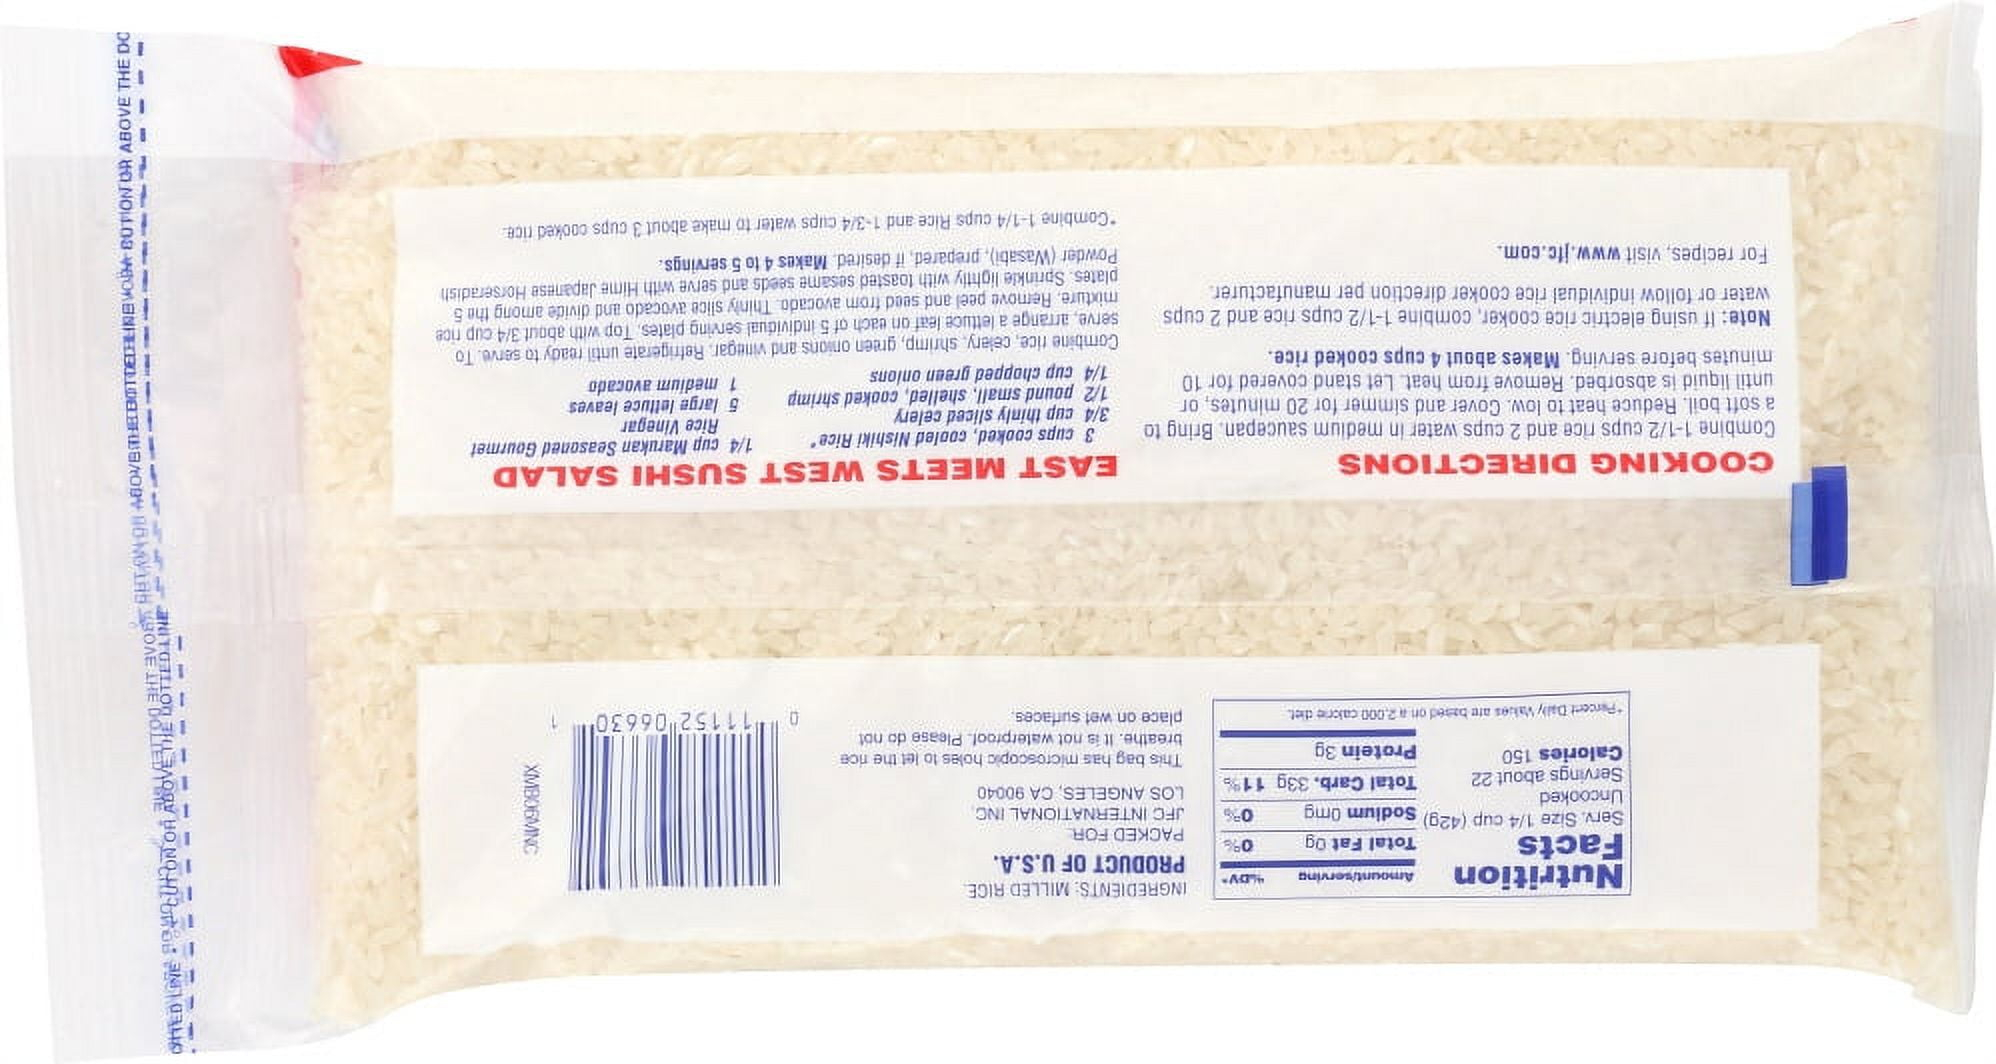 Nutrition
Facts
Serv. Size 1/4 cup (42g)
Uncooked
Servings about 22
Calories 150
Amount/serving %DV*
Total Fat 0g 0%
Sodium 0mg 0%
Total Carb. 33g 11%
Protein 3g
*Percent Daily Values are based on a 2,000 calorie diet.
INGREDIENTS: MILLED RICE
PRODUCT OF U.S.A.
PACKED FOR:
JFC INTERNATIONAL INC.
LOS ANGELES, CA 90040
This bag has microscopic holes to let the rice
breathe. It is not waterproof. Please do not
place on wet surfaces.
0 11152 06630 1
COOKING DIRECTIONS
Combine 1-1/2 cups rice and 2 cups water in medium saucepan. Bring to
a soft boil. Reduce heat to low. Cover and simmer for 20 minutes, or
until liquid is absorbed. Remove from heat. Let stand covered for 10
minutes before serving. Makes about 4 cups cooked rice.
Note: If using electric rice cooker, combine 1-1/2 cups rice and 2 cups
water or follow individual rice cooker direction per manufacturer.
For recipes, visit www.jfc.com.
EAST MEETS WEST SUSHI SALAD
3 cups cooked, cooled Nishiki Rice*
3/4 cup thinly sliced celery
1/2 pound small, shelled, cooked shrimp
1/4 cup chopped green onions
1/4 cup Marukan Seasoned Gourmet
Rice Vinegar
5 large lettuce leaves
1 medium avocado
Combine rice, celery, shrimp, green onions and vinegar. Refrigerate until ready to serve. To
serve, arrange a lettuce leaf on each of 5 individual serving plates. Top with about 3/4 cup rice
mixture. Remove peel and seed from avocado. Thinly slice avocado and divide among the 5
plates. Sprinkle lightly with toasted sesame seeds and serve with Hime Japanese Horseradish
Powder (Wasabi), prepared, if desired. Makes 4 to 5 servings.
*Combine 1-1/4 cups Rice and 1-3/4 cups water to make about 3 cups cooked rice.